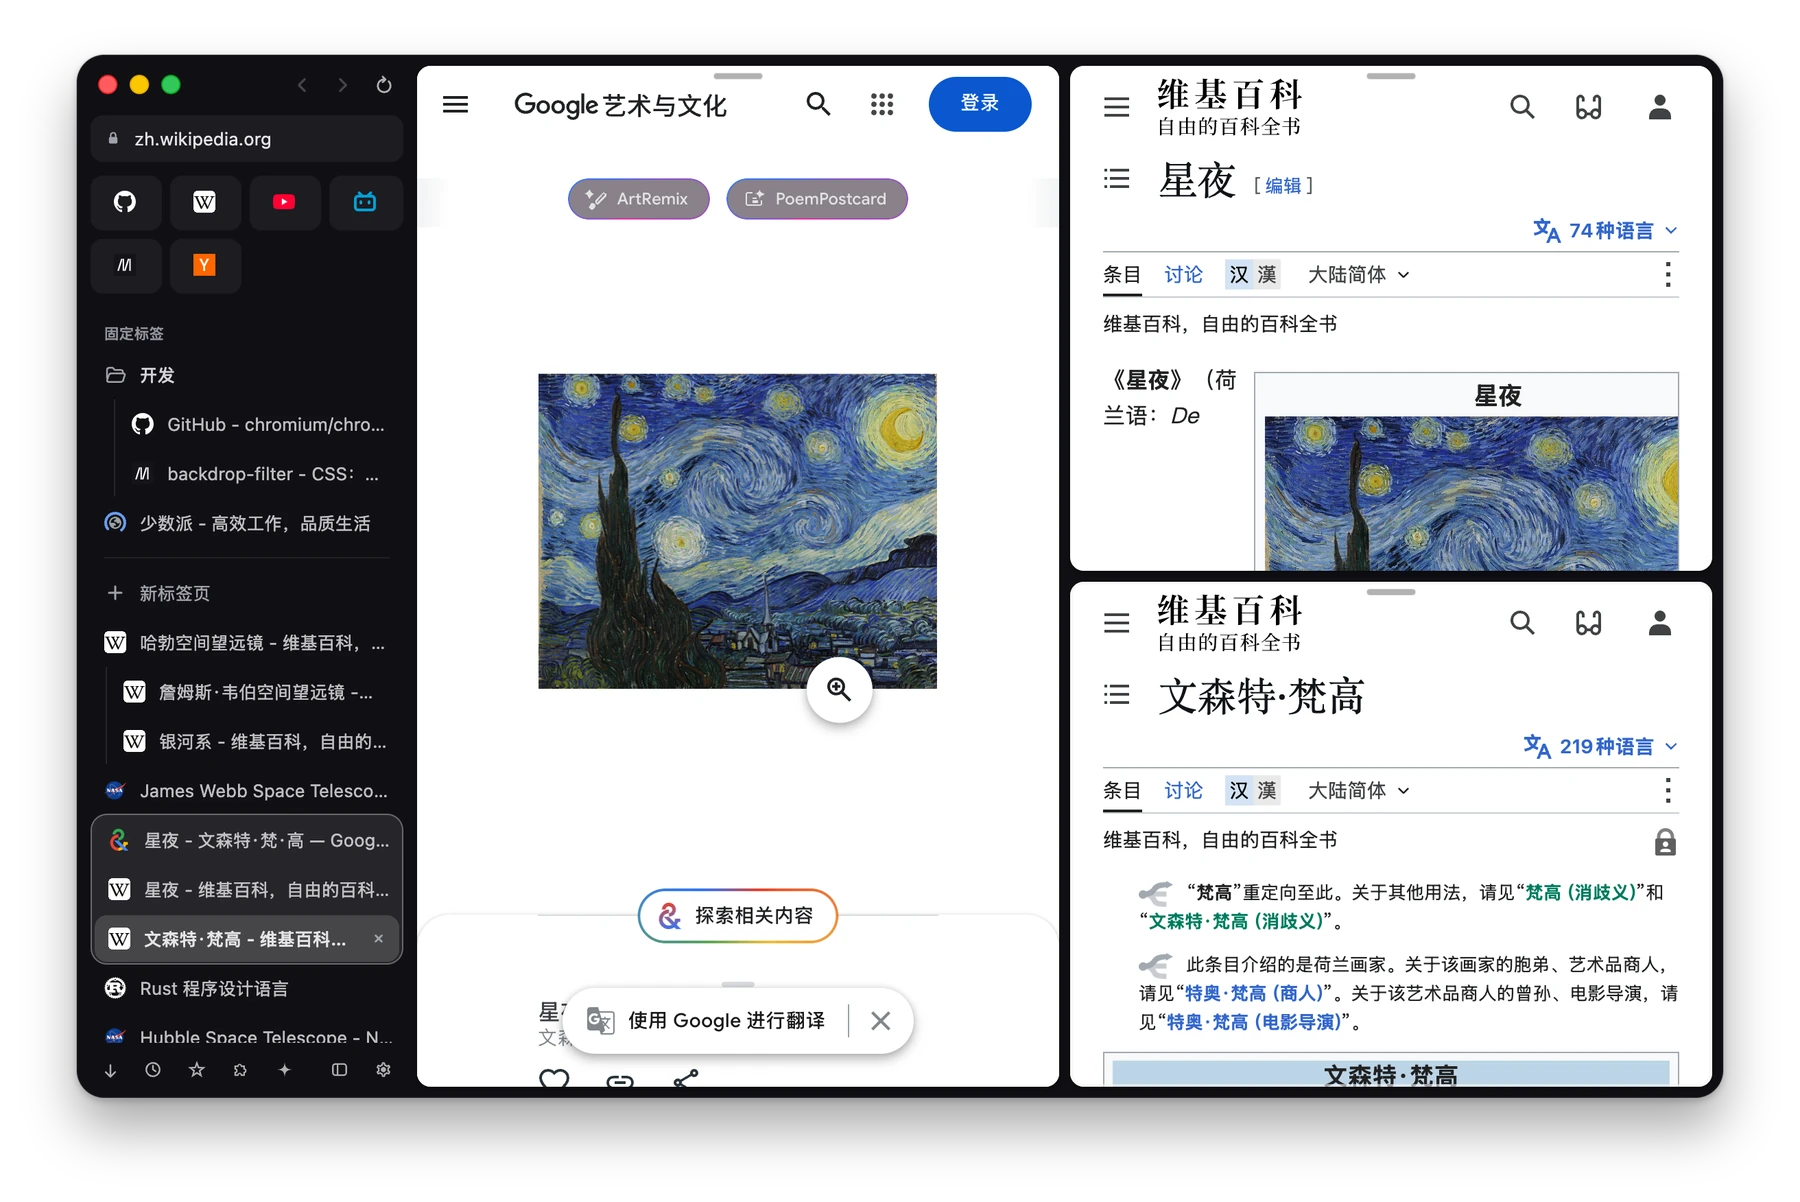 zh.wikipedia.org
固定标签
开发
GitHub - chromium/chro...
backdrop-filter - CSS： ...
少数派 - 高效工作，品质生活
新标签页
哈勃空间望远镜 - 维基百科，...
詹姆斯·韦伯空间望远镜 -...
银河系 - 维基百科，自由的...
James Webb Space Telesco...
星夜 - 文森特·梵·高 — Goog...
星夜 - 维基百科，自由的百科...
文森特·梵高 - 维基百科...
Rust 程序设计语言
Hubble Space Telescope - N...
Google 艺术与文化
登录
ArtRemix
PoemPostcard
探索相关内容
使用 Google 进行翻译
维基百科
自由的百科全书
星夜 [编辑]
74种语言
条目 讨论 汉 漢 大陆简体
维基百科，自由的百科全书
《星夜》（荷
兰语：De
星夜
维基百科
自由的百科全书
文森特·梵高
219种语言
条目 讨论 汉 漢 大陆简体
维基百科，自由的百科全书
“梵高”重定向至此。关于其他用法，请见“梵高 (消歧义)”和
“文森特·梵高 (消歧义)”。
此条目介绍的是荷兰画家。关于该画家的胞弟、艺术品商人，
请见“特奥·梵高 (商人)”。关于该艺术品商人的曾孙、电影导演，请
见“特奥·梵高 (电影导演)”。
文森特·梵高